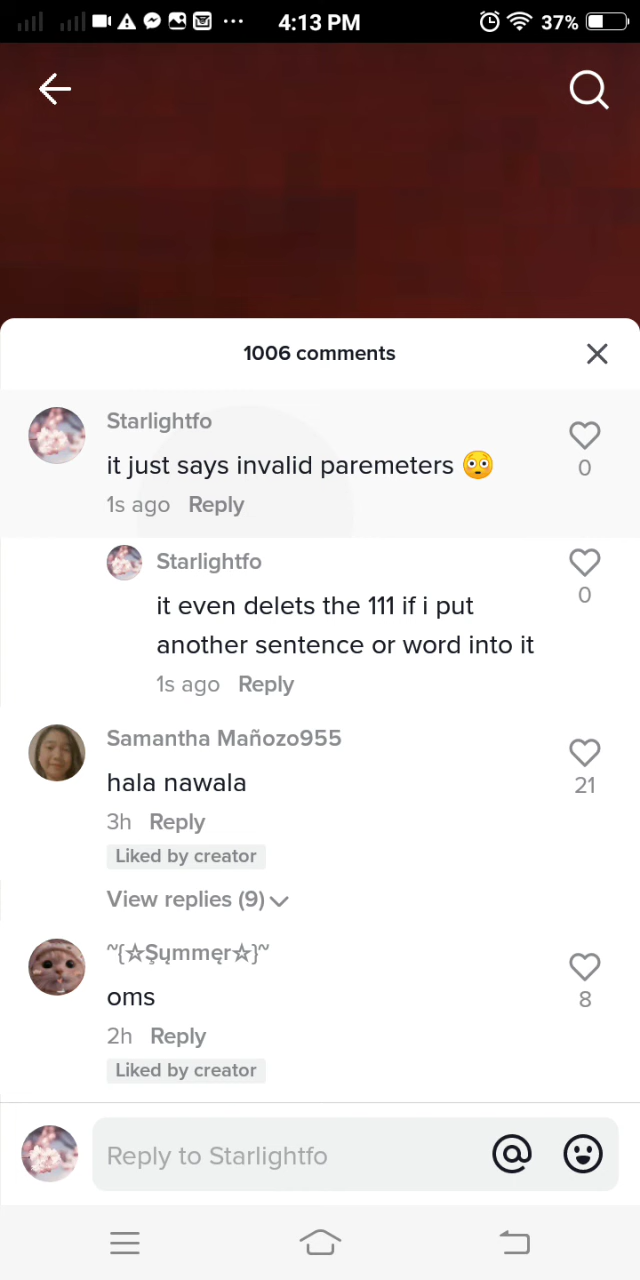 4:13 PM
37%
1006 comments
Starlightfo
it just says invalid paremeters 😳
0
1s ago Reply
Starlightfo
it even delets the 111 if i put
another sentence or word into it
0
1s ago Reply
Samantha Mañozo955
hala nawala
21
3h Reply
Liked by creator
View replies (9)
~{☆Şųmmęr☆}~
oms
8
2h Reply
Liked by creator
Reply to Starlightfo